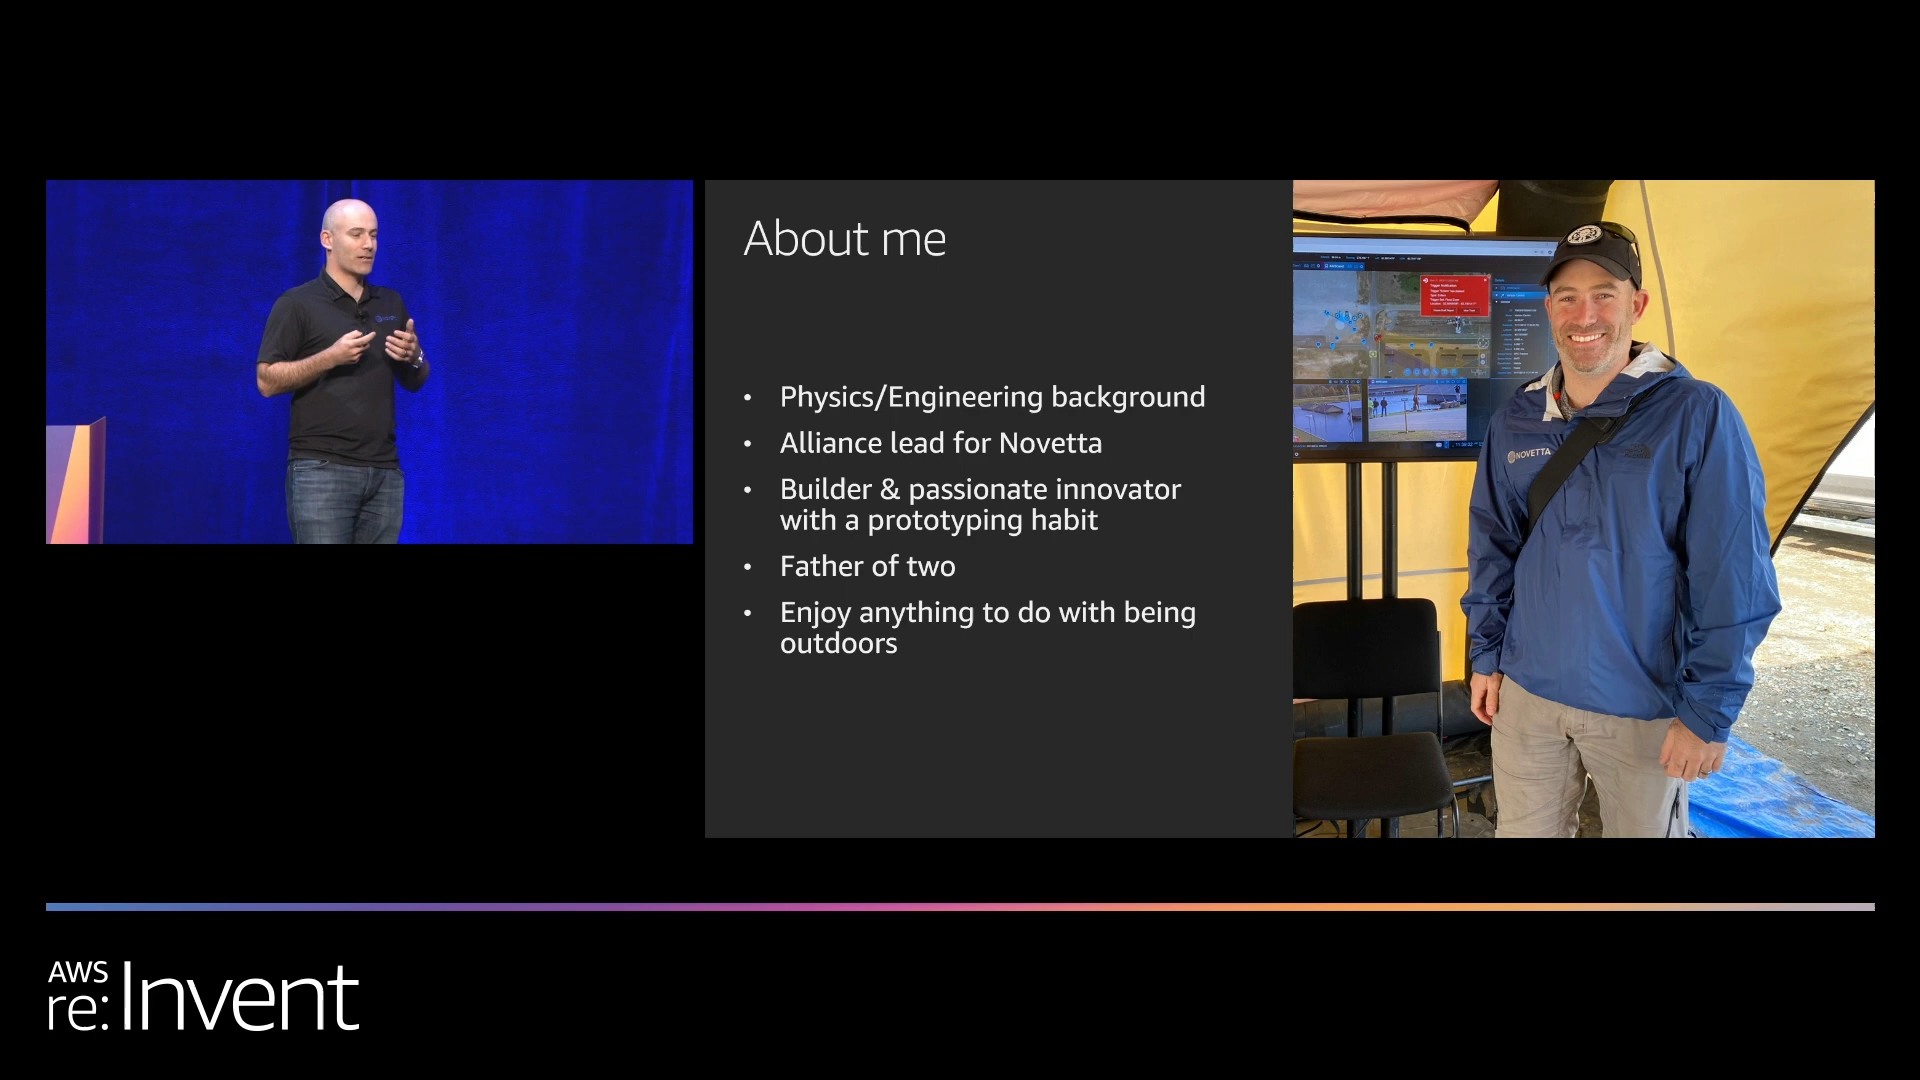 About me
• Physics/Engineering background
• Alliance lead for Novetta
• Builder & passionate innovator
with a prototyping habit
• Father of two
• Enjoy anything to do with being
outdoors
NOVETTA
AWS
re:Invent